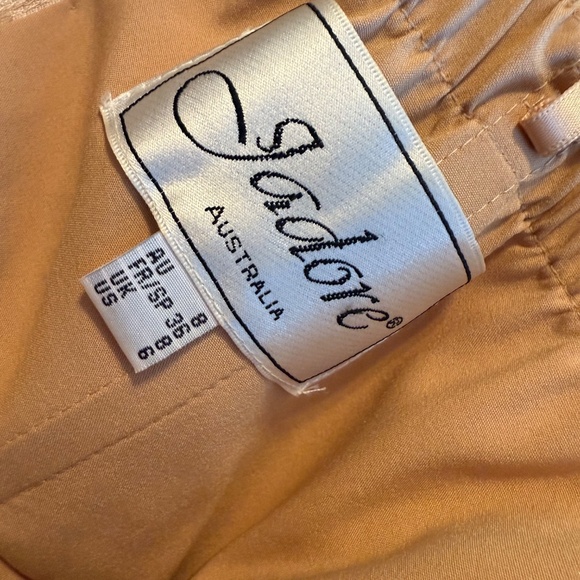 Jadore®
AUSTRALIA
AU 8
FR/SP 36
UK 8
US 6